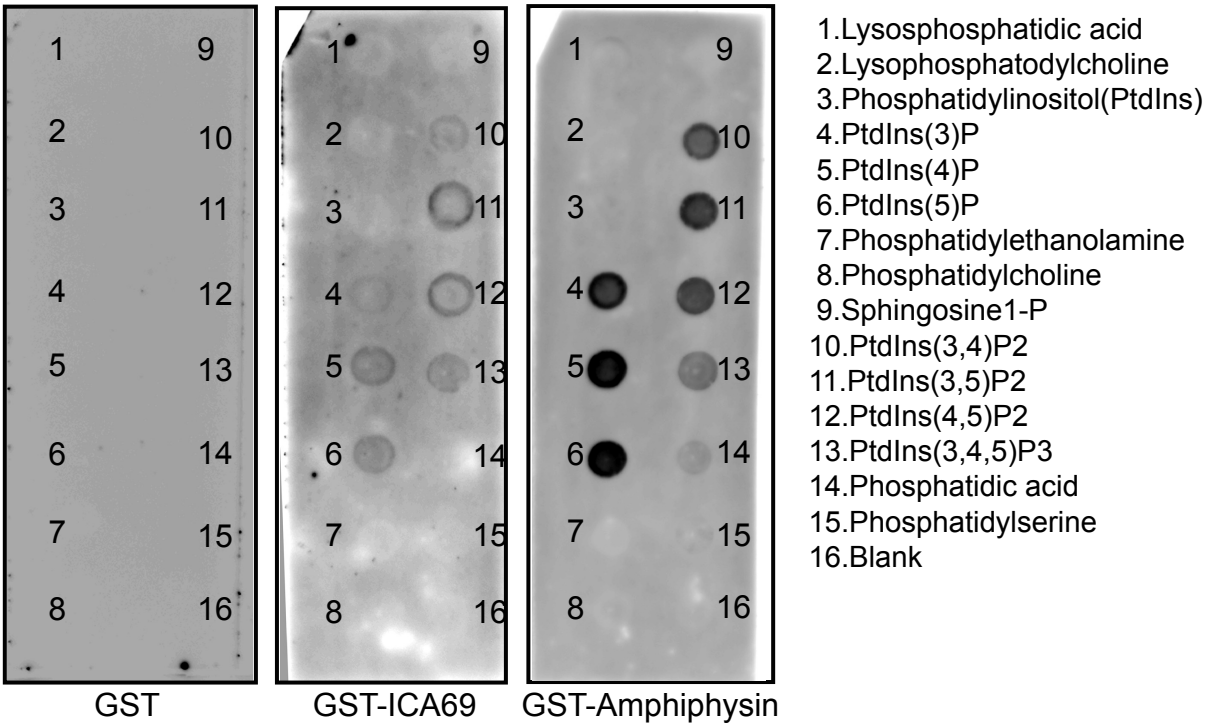 1 9
2 10
3 11
4 12
5 13
6 14
7 15
8 16
GST
1 9
2 10
3 11
4 12
5 13
6 14
7 15
8 16
GST-ICA69
1 9
2 10
3 11
4 12
5 13
6 14
7 15
8 16
GST-Amphiphysin
1.Lysosphosphatidic acid
2.Lysophosphatodylcholine
3.Phosphatidylinositol(PtdIns)
4.PtdIns(3)P
5.PtdIns(4)P
6.PtdIns(5)P
7.Phosphatidylethanolamine
8.Phosphatidylcholine
9.Sphingosine1-P
10.PtdIns(3,4)P2
11.PtdIns(3,5)P2
12.PtdIns(4,5)P2
13.PtdIns(3,4,5)P3
14.Phosphatidic acid
15.Phosphatidylserine
16.Blank